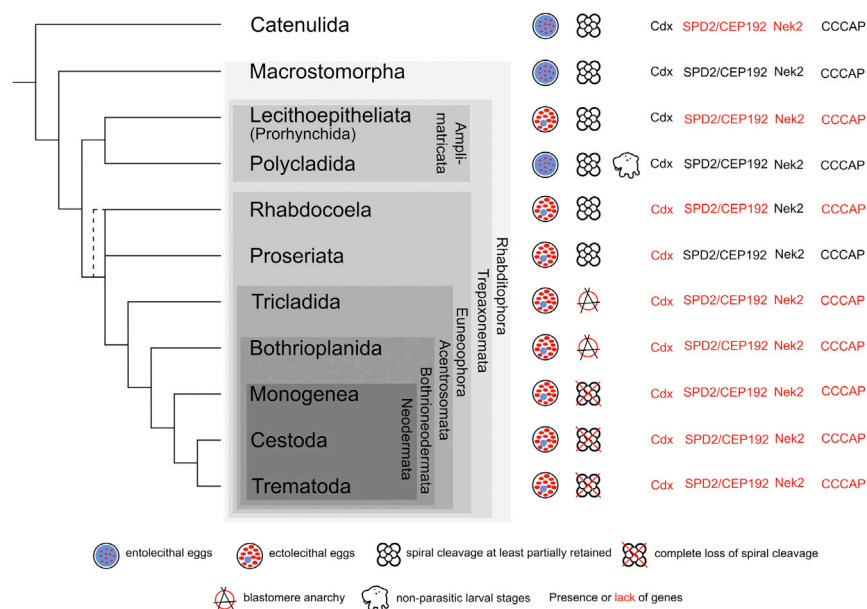 Catenulida Cdx SPD2/CEP192 Nek2 CCCAP
Macrostomorpha Cdx SPD2/CEP192 Nek2 CCCAP
Lecithoepitheliata Cdx SPD2/CEP192 Nek2 CCCAP
(Prorhynchida)
Polycladida Cdx SPD2/CEP192 Nek2 CCCAP
Ampli-
matricata
Rhabdocoela Cdx SPD2/CEP192 Nek2 CCCAP
Proseriata Cdx SPD2/CEP192 Nek2 CCCAP
Tricladida Cdx SPD2/CEP192 Nek2 CCCAP
Bothrioplanida Cdx SPD2/CEP192 Nek2 CCCAP
Monogenea Cdx SPD2/CEP192 Nek2 CCCAP
Cestoda Cdx SPD2/CEP192 Nek2 CCCAP
Trematoda Cdx SPD2/CEP192 Nek2 CCCAP
Neodermata
Bothrioneodermata
Acentrosomata
Euneoophora
Trepaxonemata
Rhabditophora
entolecithal eggs ectolecithal eggs spiral cleavage at least partially retained complete loss of spiral cleavage
blastomere anarchy non-parasitic larval stages Presence or lack of genes